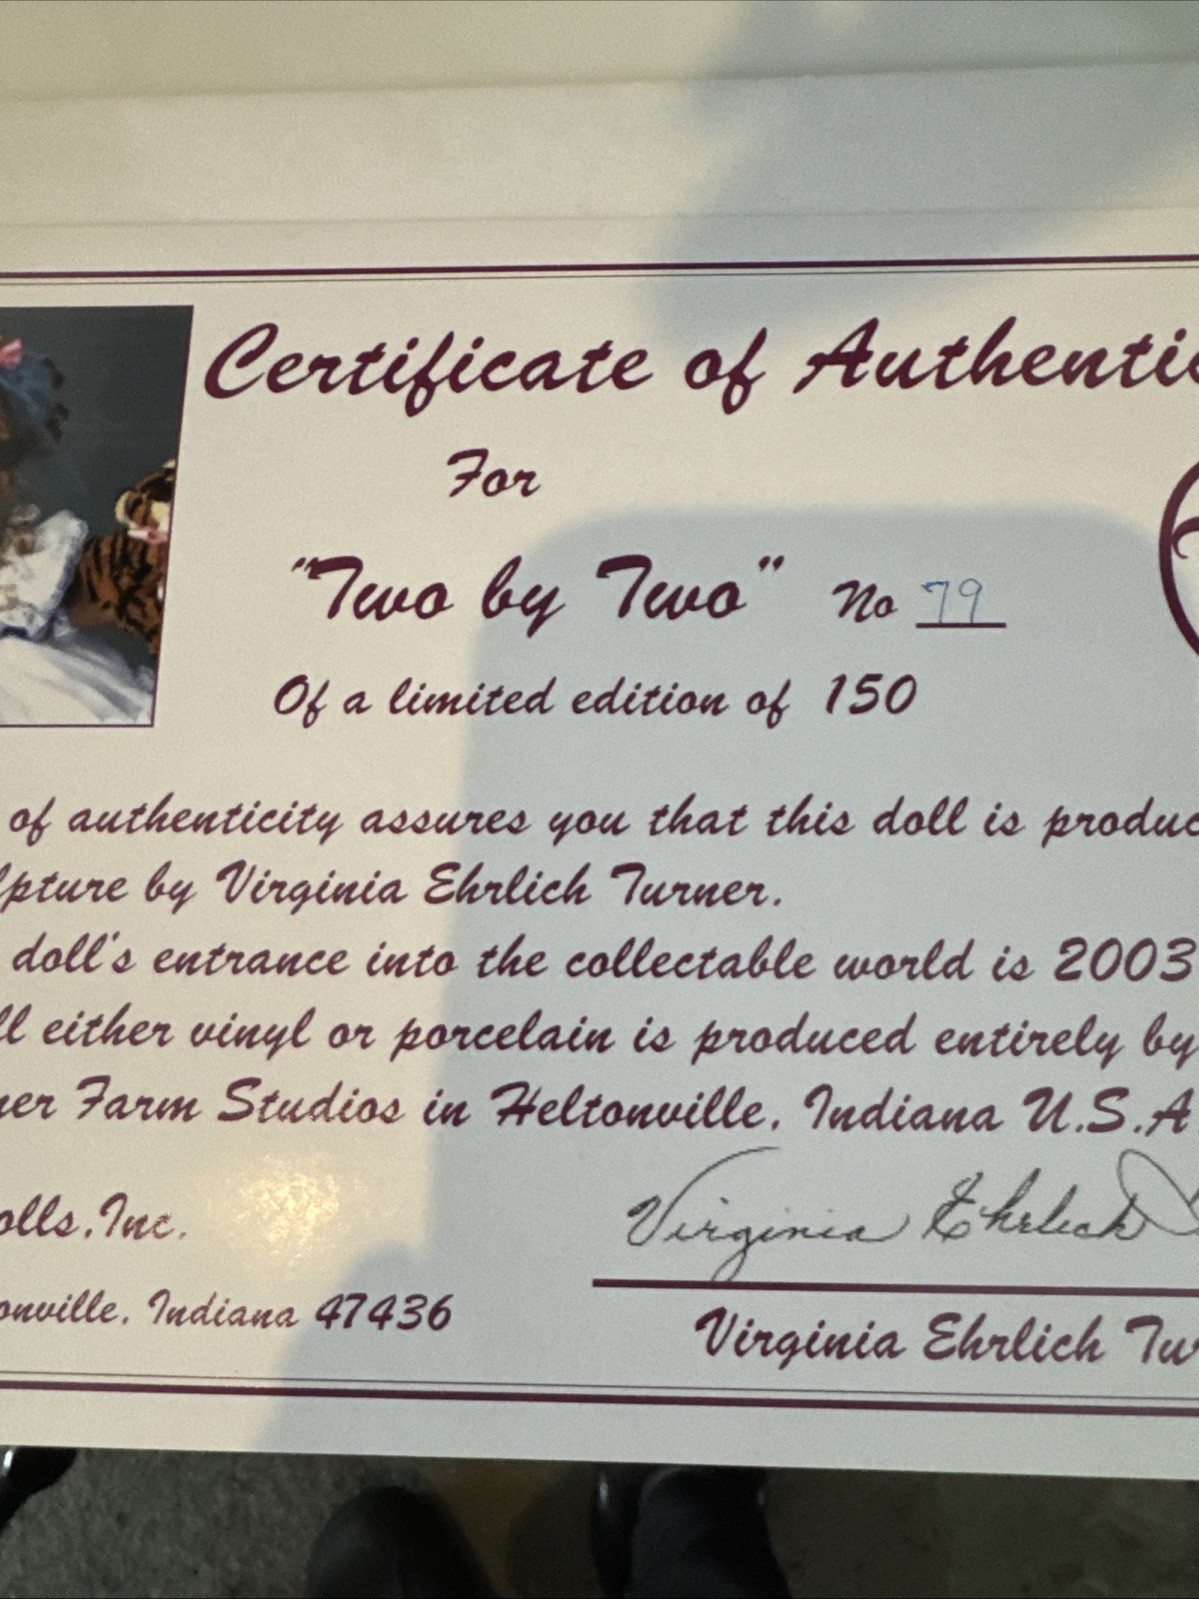 Certificate of Authentic
For
"Two by Two" No 79
Of a limited edition of 150
of authenticity assures you that this doll is produc
lpture by Virginia Ehrlich Turner.
doll's entrance into the collectable world is 2003
ll either vinyl or porcelain is produced entirely by
ner Farm Studios in Heltonville, Indiana U.S.A
olls, Inc.
Virginia Ehrlich
onville, Indiana 47436
Virginia Ehrlich Tur